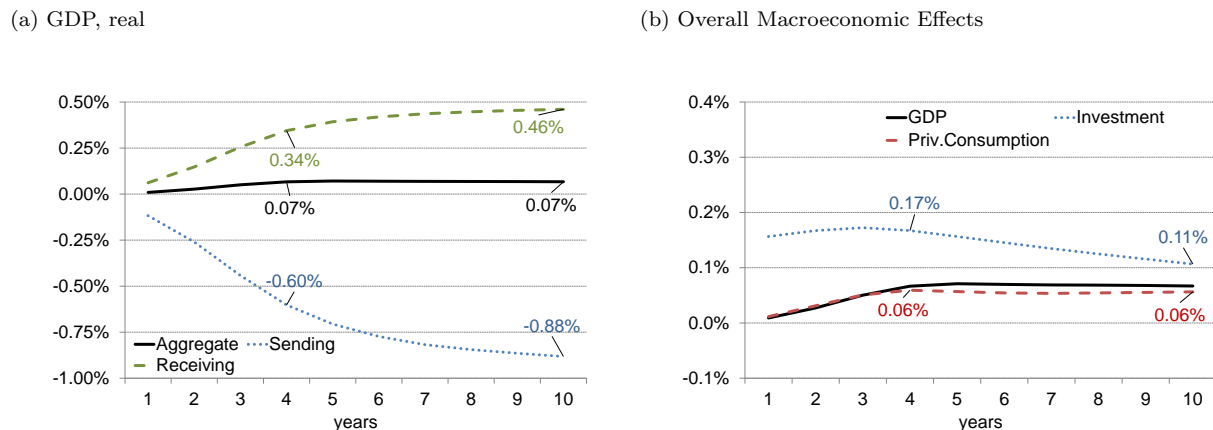 (a) GDP, real
0.50%
0.25%
0.00%
-0.25%
-0.50%
-0.75%
-1.00%
0.46%
0.34%
0.07%
0.07%
-0.60%
-0.88%
Aggregate
Sending
Receiving
1 2 3 4 5 6 7 8 9 10
years
(b) Overall Macroeconomic Effects
0.4%
0.3%
0.2%
0.1%
0.0%
-0.1%
GDP
Investment
Priv.Consumption
0.17%
0.11%
0.06%
0.06%
1 2 3 4 5 6 7 8 9 10
years